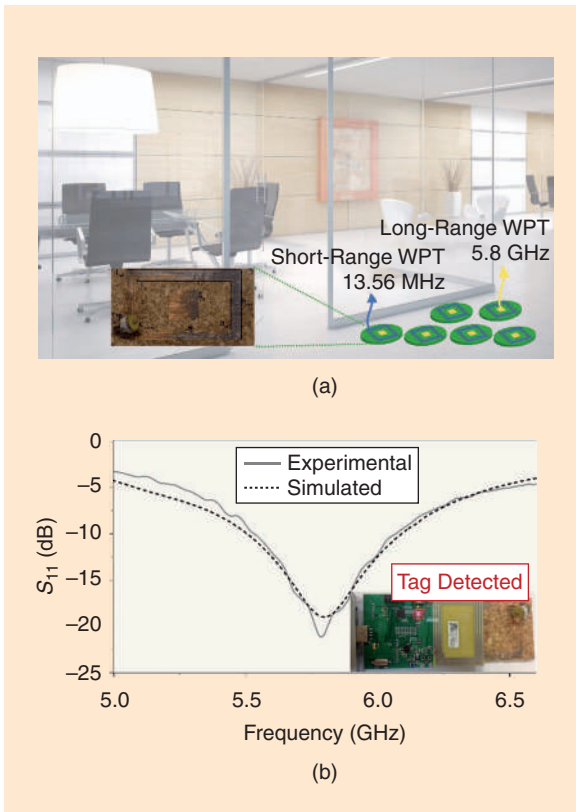 Long-Range WPT
5.8 GHz
Short-Range WPT
13.56 MHz
(a)
0
–5
–10
–15
–20
–25
S11 (dB)
Experimental
Simulated
Tag Detected
5.0
5.5
6.0
6.5
Frequency (GHz)
(b)